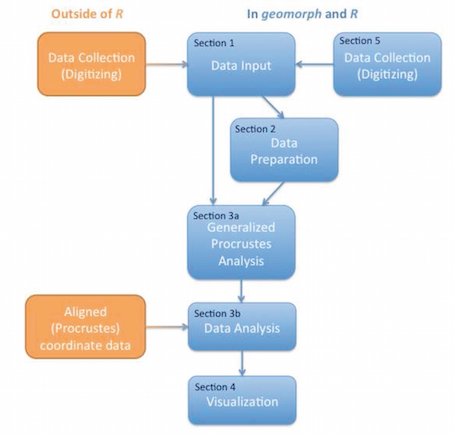 Outside of R
In geomorph and R
Data Collection
(Digitizing)
Section 1
Data Input
Section 5
Data Collection
(Digitizing)
Section 2
Data
Preparation
Section 3a
Generalized
Procrustes
Analysis
Aligned
(Procrustes)
coordinate data
Section 3b
Data Analysis
Section 4
Visualization